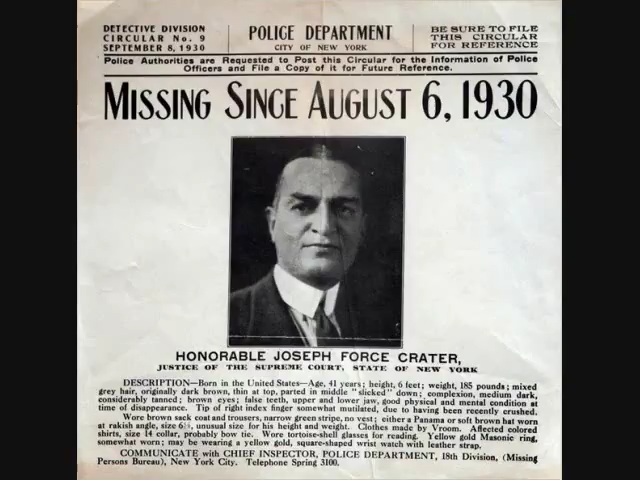 DETECTIVE DIVISION
CIRCULAR No. 9
SEPTEMBER 8, 1930
POLICE DEPARTMENT
CITY OF NEW YORK
BE SURE TO FILE
THIS CIRCULAR
FOR REFERENCE
Police Authorities are Requested to Post this Circular for the Information of Police
Officers and File a Copy of it for Future Reference.
MISSING SINCE AUGUST 6, 1930
HONORABLE JOSEPH FORCE CRATER,
JUSTICE OF THE SUPREME COURT, STATE OF NEW YORK
DESCRIPTION—Born in the United States—Age, 41 years; height, 6 feet; weight, 185 pounds; mixed
grey hair, originally dark brown, thin at top, parted in middle "slicked" down; complexion, medium dark,
considerably tanned; brown eyes; false teeth, upper and lower jaw, good physical and mental condition at
time of disappearance. Tip of right index finger somewhat mutilated, due to having been recently crushed.
Wore brown sack coat and trousers, narrow green stripe, no vest; either a Panama or soft brown hat worn
at rakish angle, size 6⅝, unusual size for his height and weight. Clothes made by Vroom. Affected colored
shirts, size 14 collar, probably bow tie. Wore tortoise-shell glasses for reading. Yellow gold Masonic ring,
somewhat worn; may be wearing a yellow gold, square-shaped wrist watch with leather strap.
COMMUNICATE with CHIEF INSPECTOR, POLICE DEPARTMENT, 18th Division, (Missing
Persons Bureau), New York City. Telephone Spring 3100.